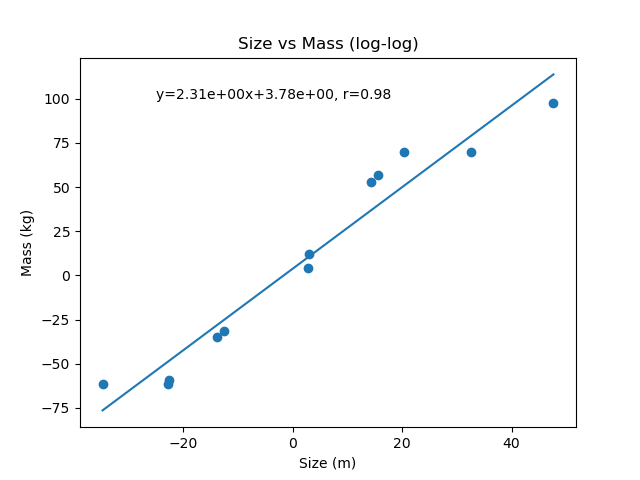 Size vs Mass (log-log)
y=2.31e+00x+3.78e+00, r=0.98
100
75
50
25
0
−25
−50
−75
Mass (kg)
−20 0 20 40
Size (m)